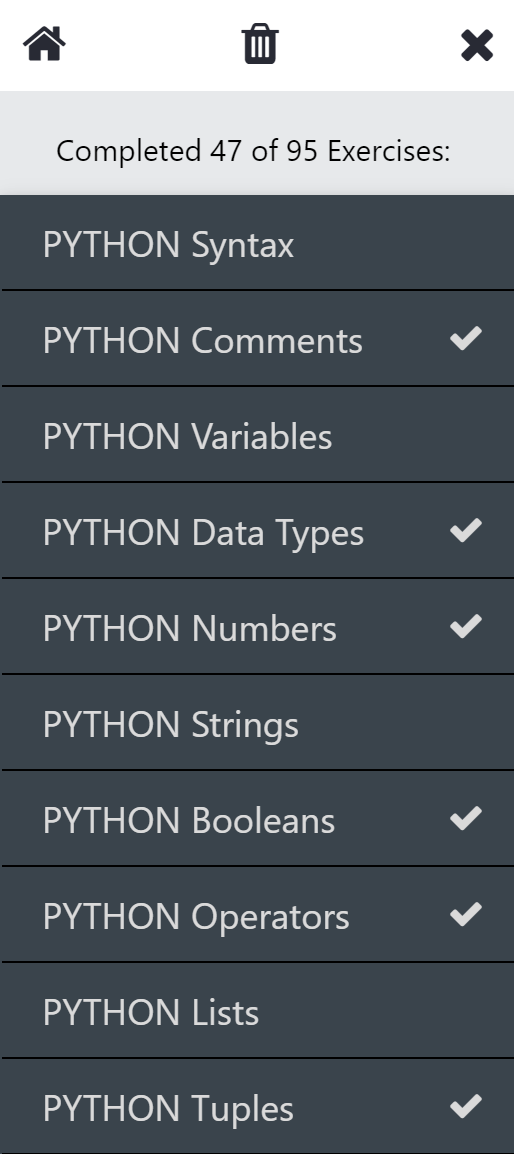 Completed 47 of 95 Exercises:
PYTHON Syntax
PYTHON Comments
PYTHON Variables
PYTHON Data Types
PYTHON Numbers
PYTHON Strings
PYTHON Booleans
PYTHON Operators
PYTHON Lists
PYTHON Tuples